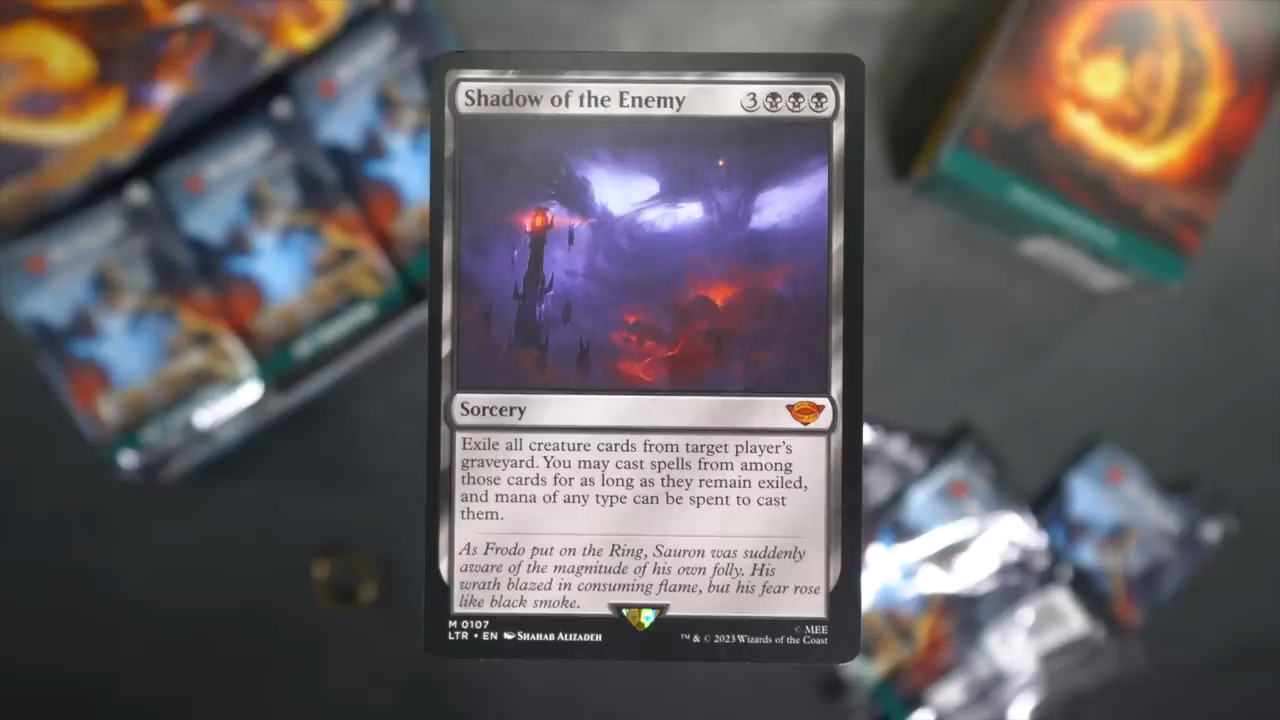 Shadow of the Enemy 3
Sorcery
Exile all creature cards from target player's
graveyard. You may cast spells from among
those cards for as long as they remain exiled,
and mana of any type can be spent to cast
them.
As Frodo put on the Ring, Sauron was suddenly
aware of the magnitude of his own folly. His
wrath blazed in consuming flame, but his fear rose
like black smoke.
M 0107
LTR • EN Shahab Alizadeh
© MEE
™ & © 2023 Wizards of the Coast